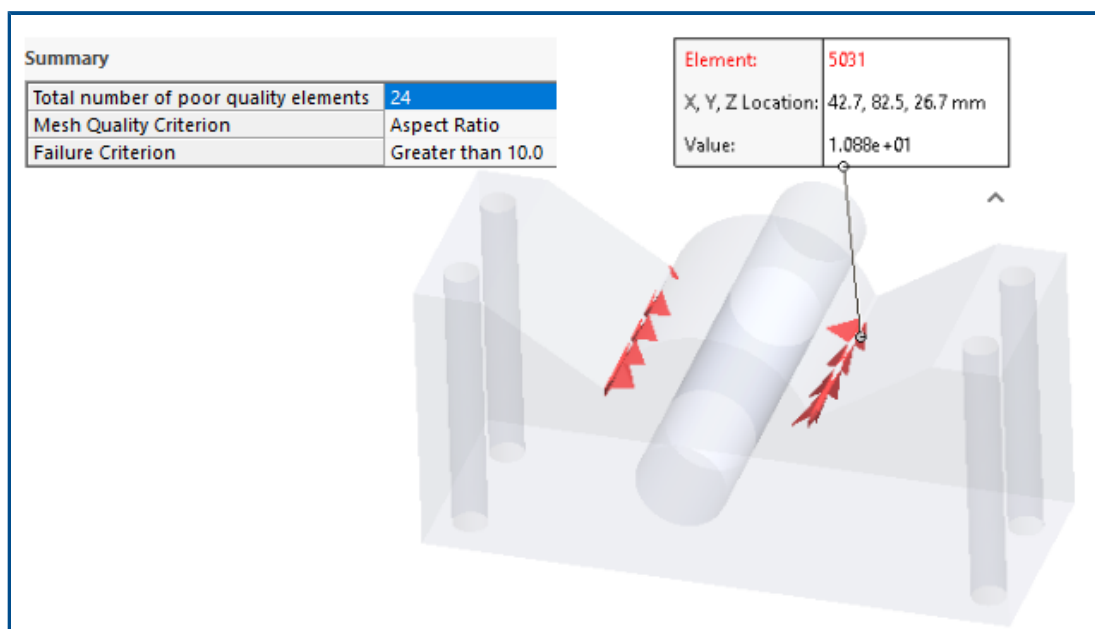 Summary
Total number of poor quality elements 24
Mesh Quality Criterion Aspect Ratio
Failure Criterion Greater than 10.0
Element: 5031
X, Y, Z Location: 42.7, 82.5, 26.7 mm
Value: 1.088e+01